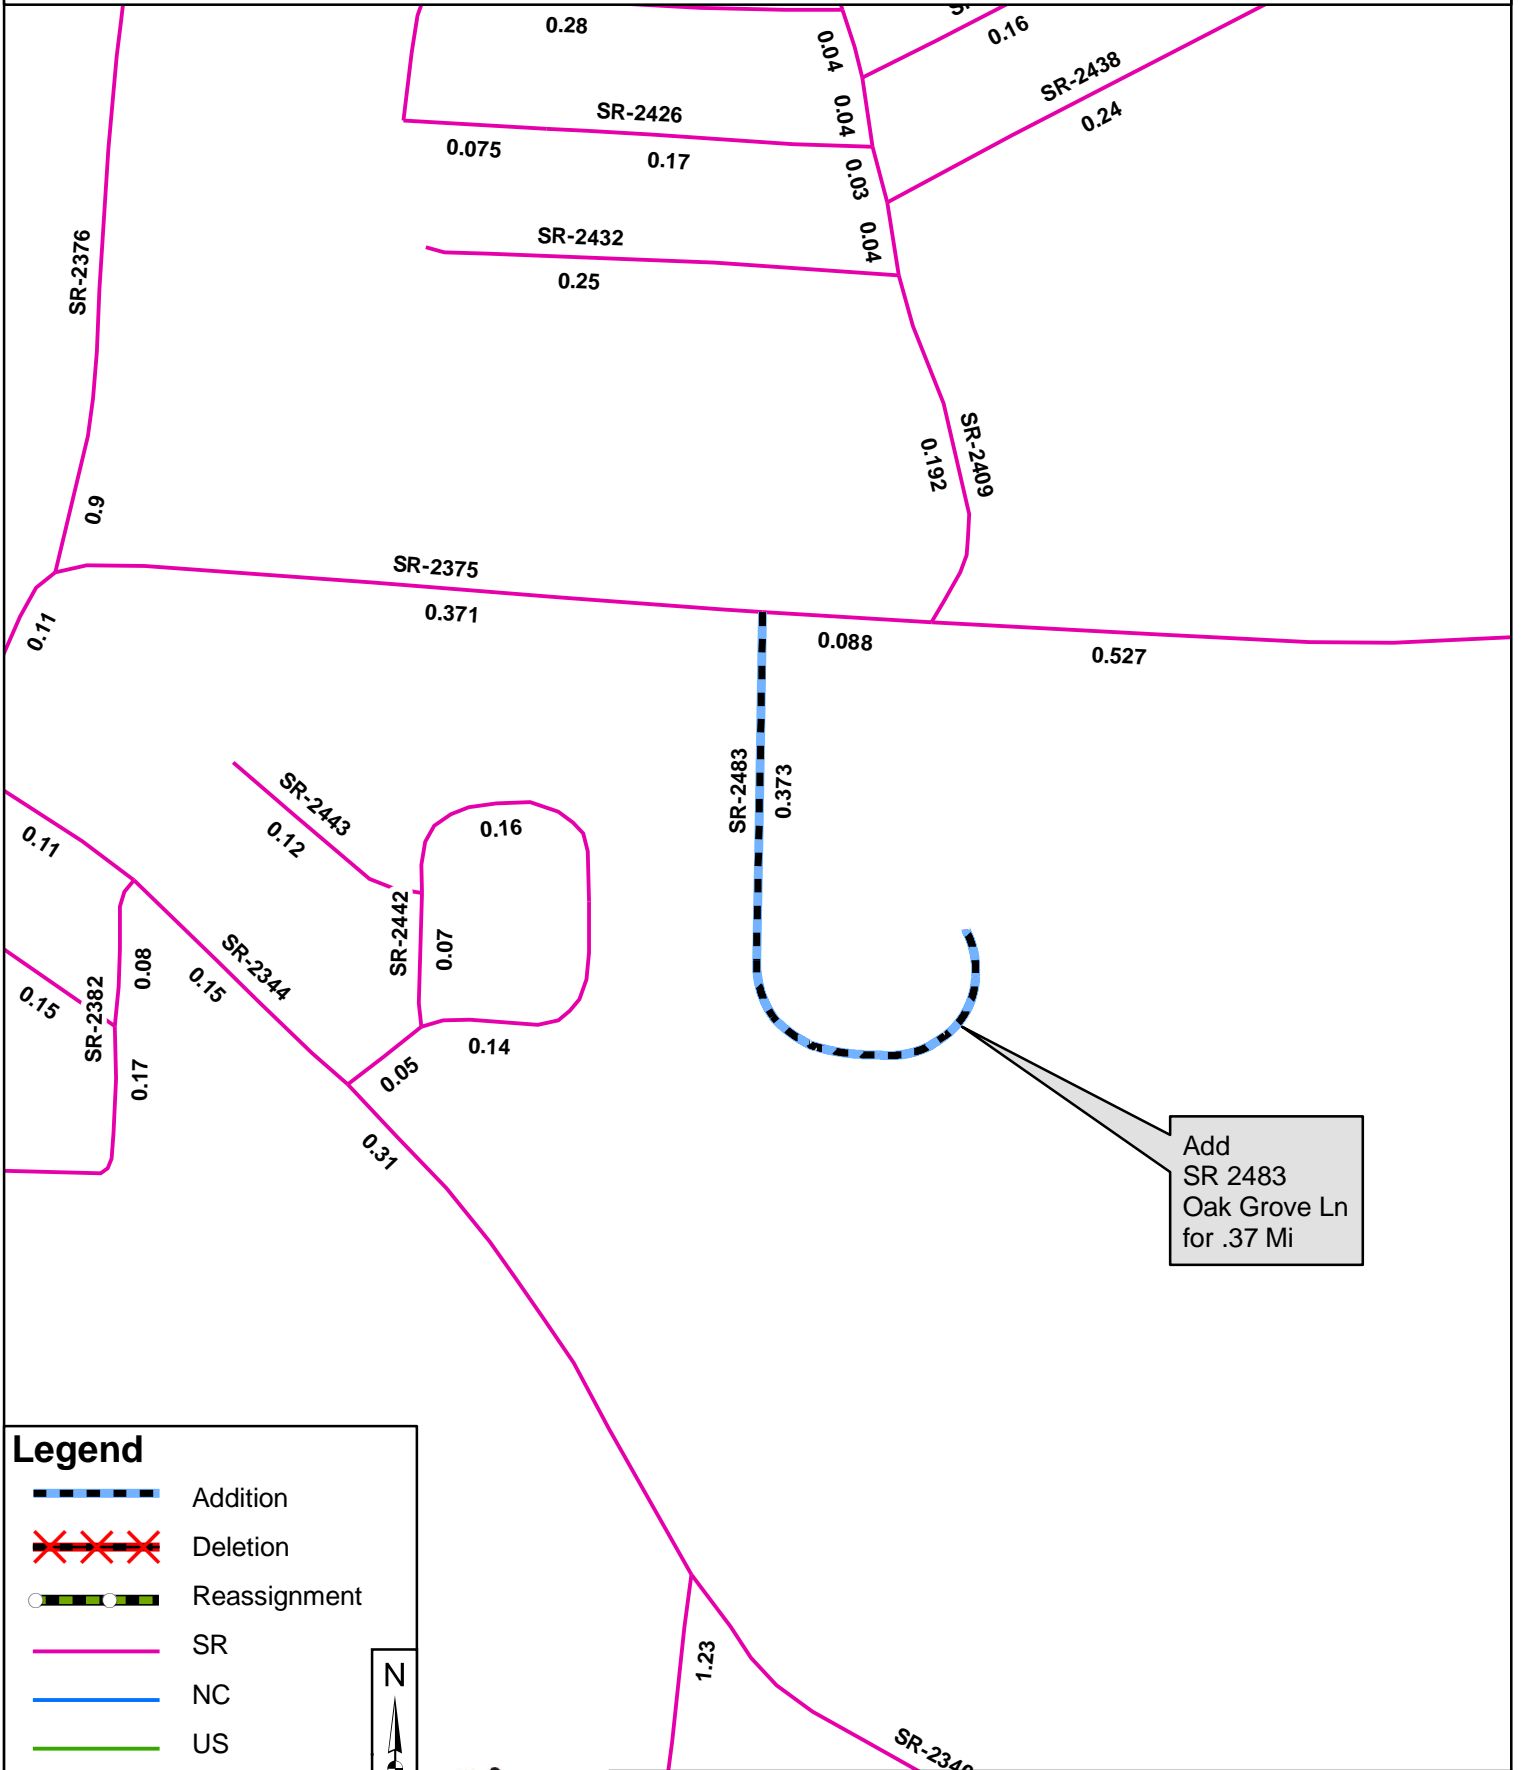 0.28
0.04
0.16
SR-2438
0.24
SR-2426
0.04
0.075
0.17
0.03
SR-2432
0.04
0.25
SR-2376
SR-2409
0.192
0.9
SR-2375
0.371
0.11
0.088
0.527
SR-2483
0.373
SR-2443
0.12
0.16
0.11
SR-2442
0.07
SR-2344
0.15
0.08
0.15
SR-2382
0.17
0.14
0.05
0.31
Add
SR 2483
Oak Grove Ln
for .37 Mi
Legend
Addition
Deletion
Reassignment
SR
NC
US
N
1.23